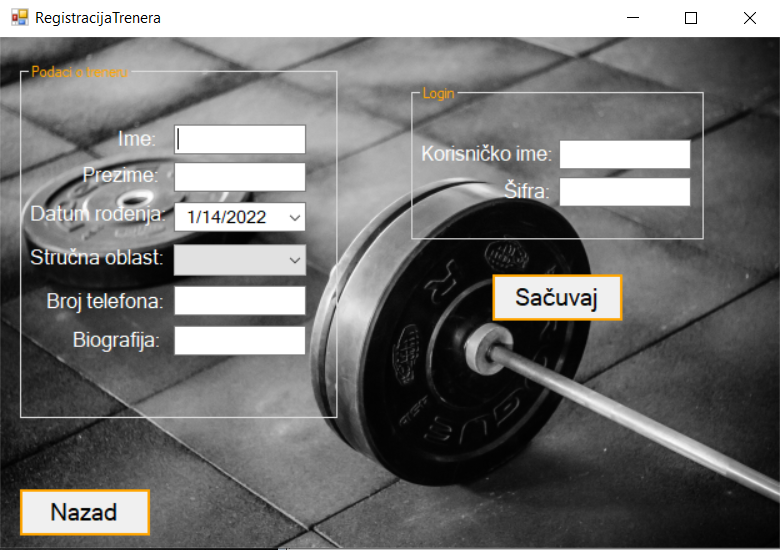 RegistracijaTrenera
Podaci o treneru
Ime:
Prezime:
Datum rođenja: 1/14/2022
Stručna oblast:
Broj telefona:
Biografija:
Login
Korisničko ime:
Šifra:
Sačuvaj
Nazad